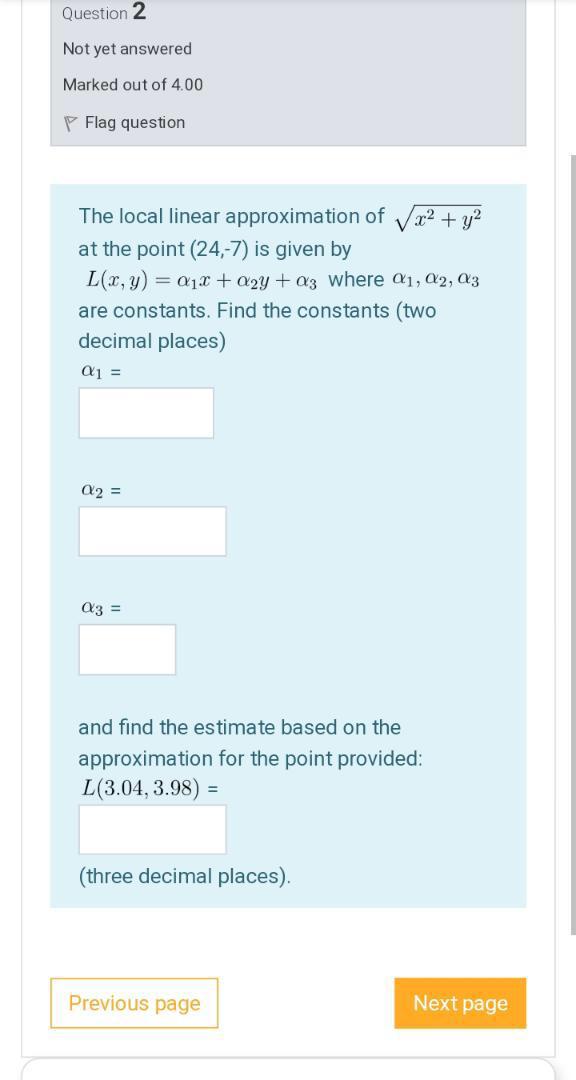 Question 2
Not yet answered
Marked out of 4.00
Flag question
The local linear approximation of √(x² + y²)
at the point (24,-7) is given by
L(x, y) = α₁x + α₂y + α₃ where α₁, α₂, α₃
are constants. Find the constants (two
decimal places)
α₁ =
α₂ =
α₃ =
and find the estimate based on the
approximation for the point provided:
L(3.04, 3.98) =
(three decimal places).
Previous page
Next page